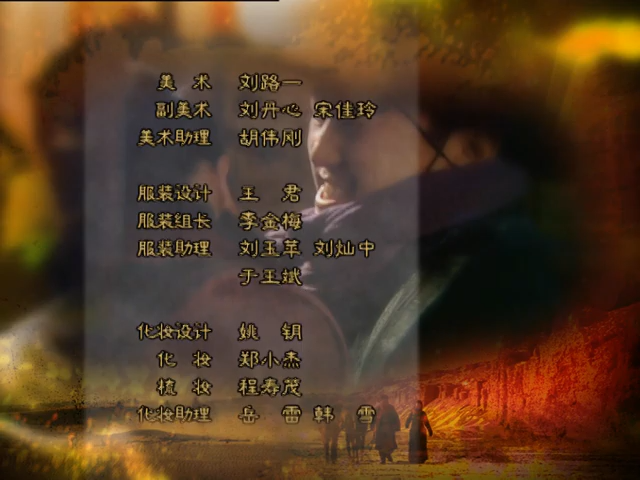 美 术 刘路一
副美术 刘丹心 宋佳玲
美术助理 胡伟刚
服装设计 王 君
服装组长 李金梅
服装助理 刘玉苹 刘灿中
于王斌
化妆设计 姚 钥
化 妆 郑小杰
梳 妆 程寿茂
化妆助理 岳 雷 韩 雪